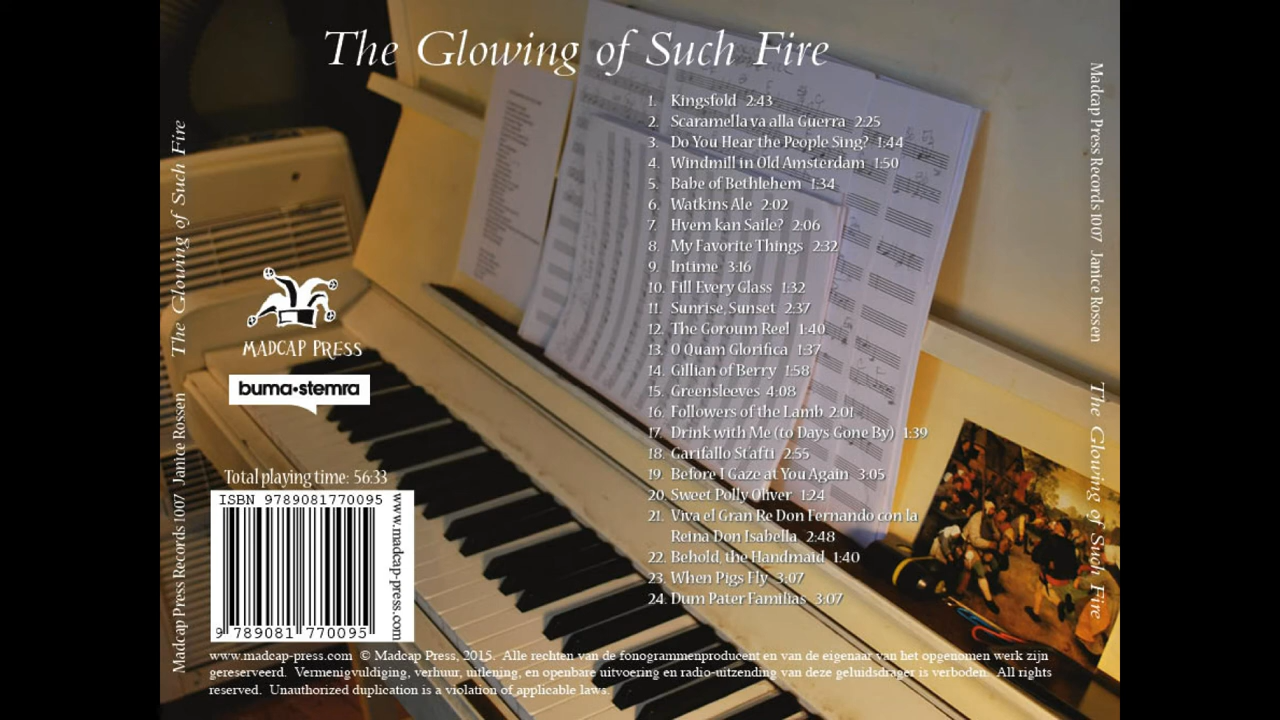 The Glowing of Such Fire
1. Kingsfold 2:43
2. Scaramella va alla Guerra 2:25
3. Do You Hear the People Sing? 1:44
4. Windmill in Old Amsterdam 1:50
5. Babe of Bethlehem 1:34
6. Watkins Ale 2:02
7. Hvem kan Saile? 2:06
8. My Favorite Things 2:32
9. Intime 3:16
10. Fill Every Glass 1:32
11. Sunrise, Sunset 2:37
12. The Goroum Reel 1:40
13. O Quam Glorifica 1:37
14. Gillian of Berry 1:58
15. Greensleeves 4:08
16. Followers of the Lamb 2:01
17. Drink with Me (to Days Gone By) 1:39
18. Garifallo S'tafti 2:55
19. Before I Gaze at You Again 3:05
20. Sweet Polly Oliver 1:24
21. Viva el Gran Re Don Fernando con la
Reina Don Isabella 2:48
22. Behold, the Handmaid 1:40
23. When Pigs Fly 3:07
24. Dum Pater Familias 3:07
MADCAP PRESS
buma•stemra
Total playing time: 56:33
ISBN 9789081770095
9 789081 770095
www.madcap-press.com
www.madcap-press.com © Madcap Press, 2015. Alle rechten van de fonogrammenproducent en van de eigenaar van het opgenomen werk zijn
gereserveerd. Vermenigvuldiging, verhuur, uitlening, en openbare uitvoering en radio-uitzending van deze geluidsdrager is verboden. All rights
reserved. Unauthorized duplication is a violation of applicable laws.
Madcap Press Records 1007 Janice Rossen The Glowing of Such Fire
Madcap Press Records 1007 Janice Rossen The Glowing of Such Fire